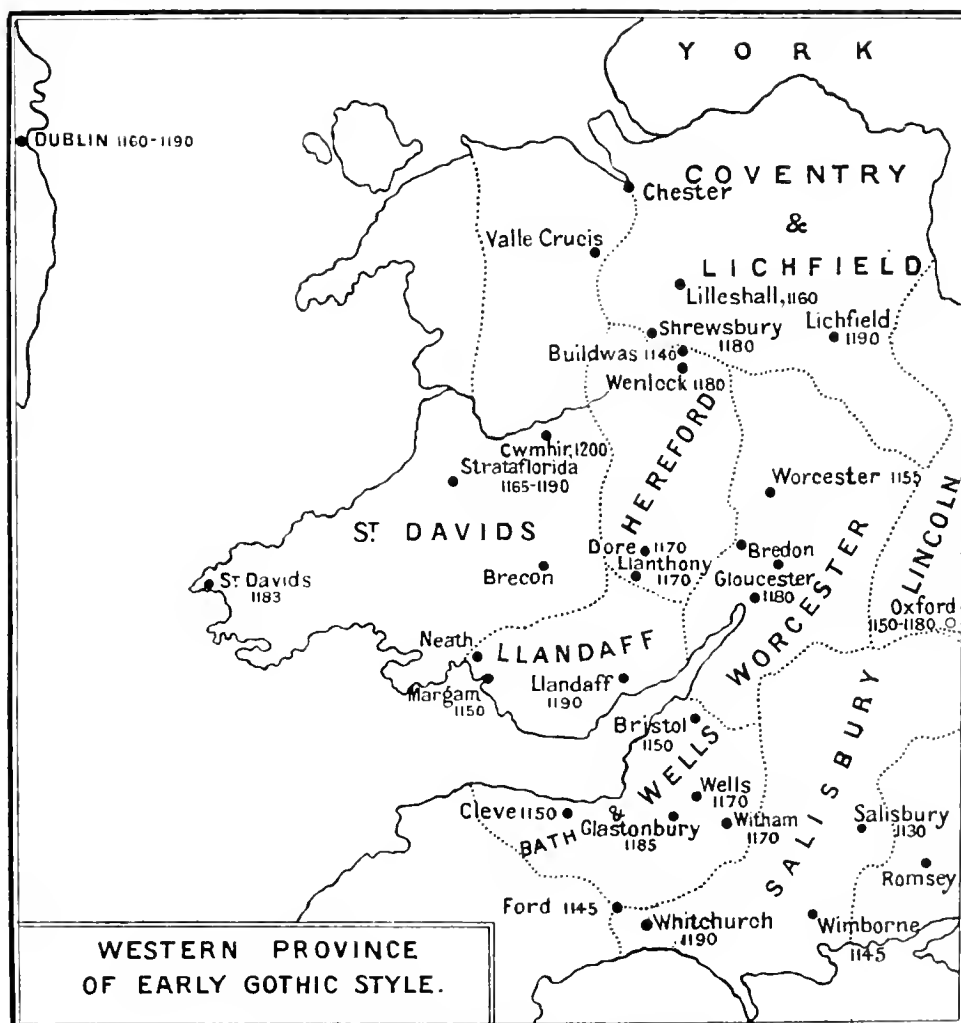 YORK
DUBLIN 1160-1190
COVENTRY
&
LICHFIELD
Chester
Valle Crucis
Lilleshall, 1160
Shrewsbury
1180
Lichfield
1190
Buildwas 1140
Wenlock 1180
HEREFORD
Cwmhir, 1200
Strataflorida
1165-1190
Worcester 1155
ST DAVIDS
LINCOLN
Dore 1170
Llanthony
1170
Bredon
Gloucester
1180
WORCESTER
Brecon
St Davids
1183
Oxford
1150-1180
Neath
LLANDAFF
Margam
1150
Llandaff
1190
Bristol
1150
BATH & WELLS
SALISBURY
Wells
1170
Cleve 1150
Glastonbury
1185
Witham
1170
Salisbury
1130
Romsey
Ford 1145
Whitchurch
1190
Wimborne
1145
WESTERN PROVINCE
OF EARLY GOTHIC STYLE.